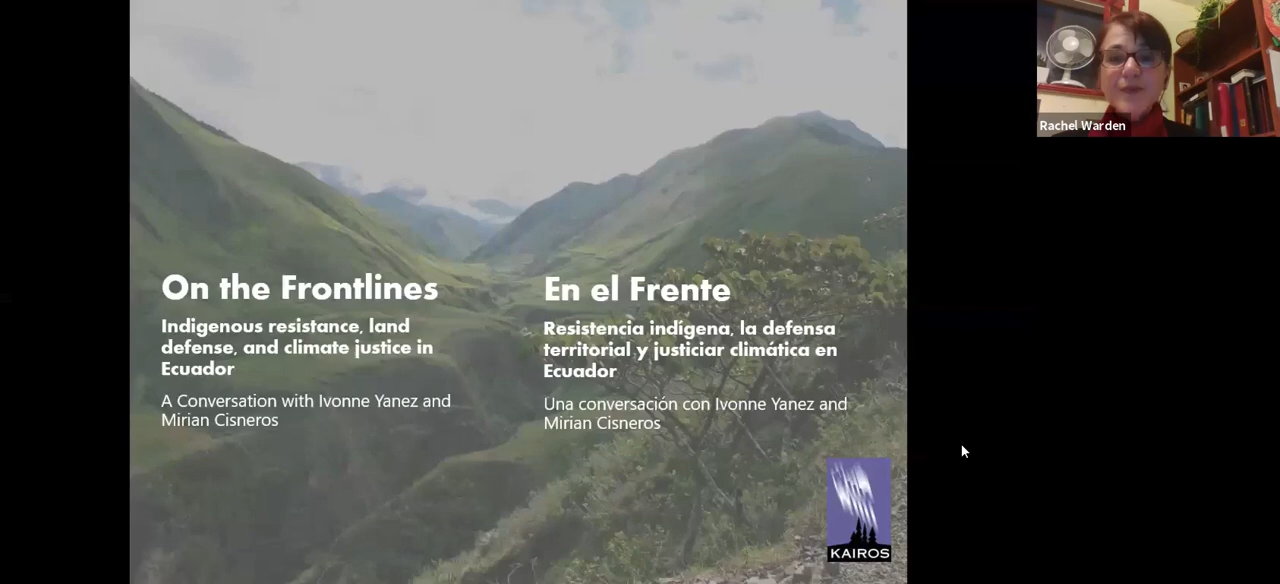 On the Frontlines
Indigenous resistance, land
defense, and climate justice in
Ecuador
A Conversation with Ivonne Yanez and
Mirian Cisneros
En el Frente
Resistencia indígena, la defensa
territorial y justiciar climática en
Ecuador
Una conversación con Ivonne Yanez and
Mirian Cisneros
KAIROS
Rachel Warden